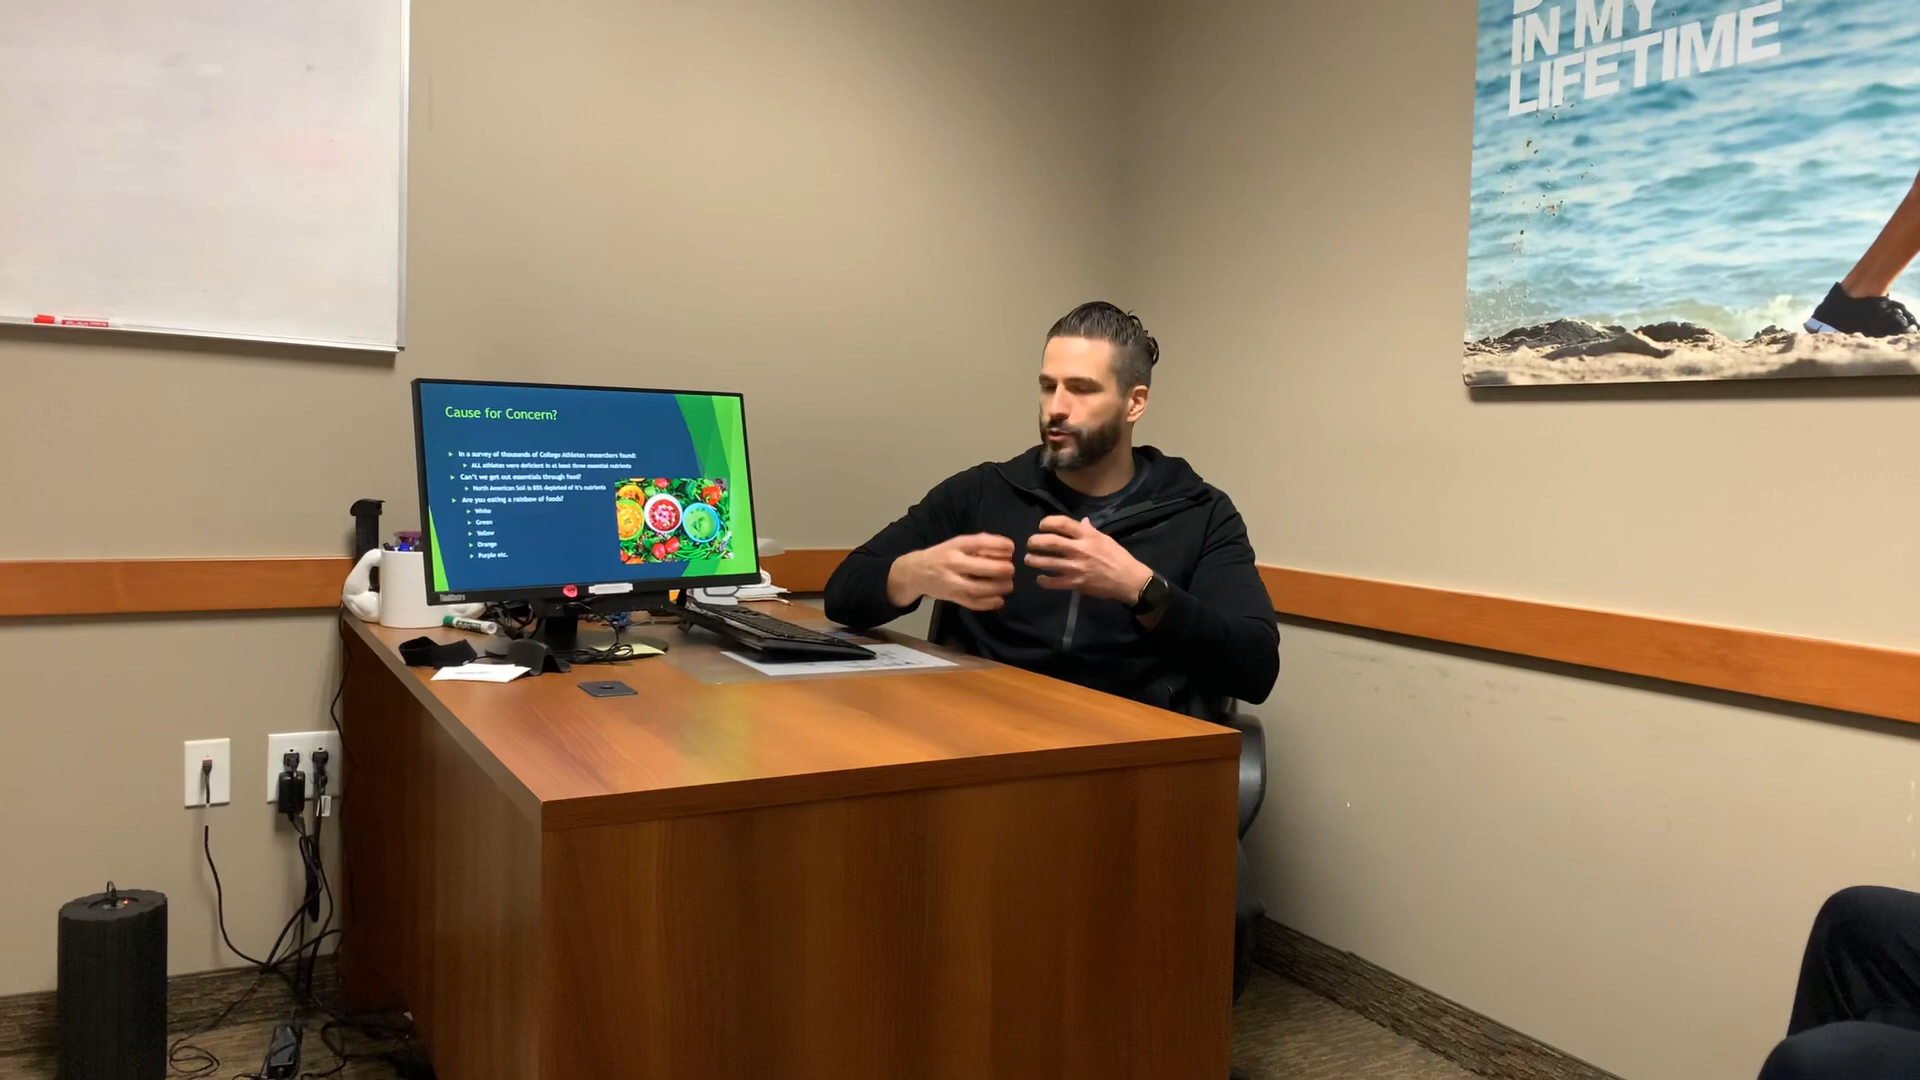 IN MY
LIFETIME
Cause for Concern?
In a survey of thousands of College Athletes researchers found:
ALL athletes were deficient in at least three essential nutrients
Can't we get out essentials through food?
North American Soil is 85% depleted of it's nutrients
Are you eating a rainbow of foods?
White
Green
Yellow
Orange
Purple etc.